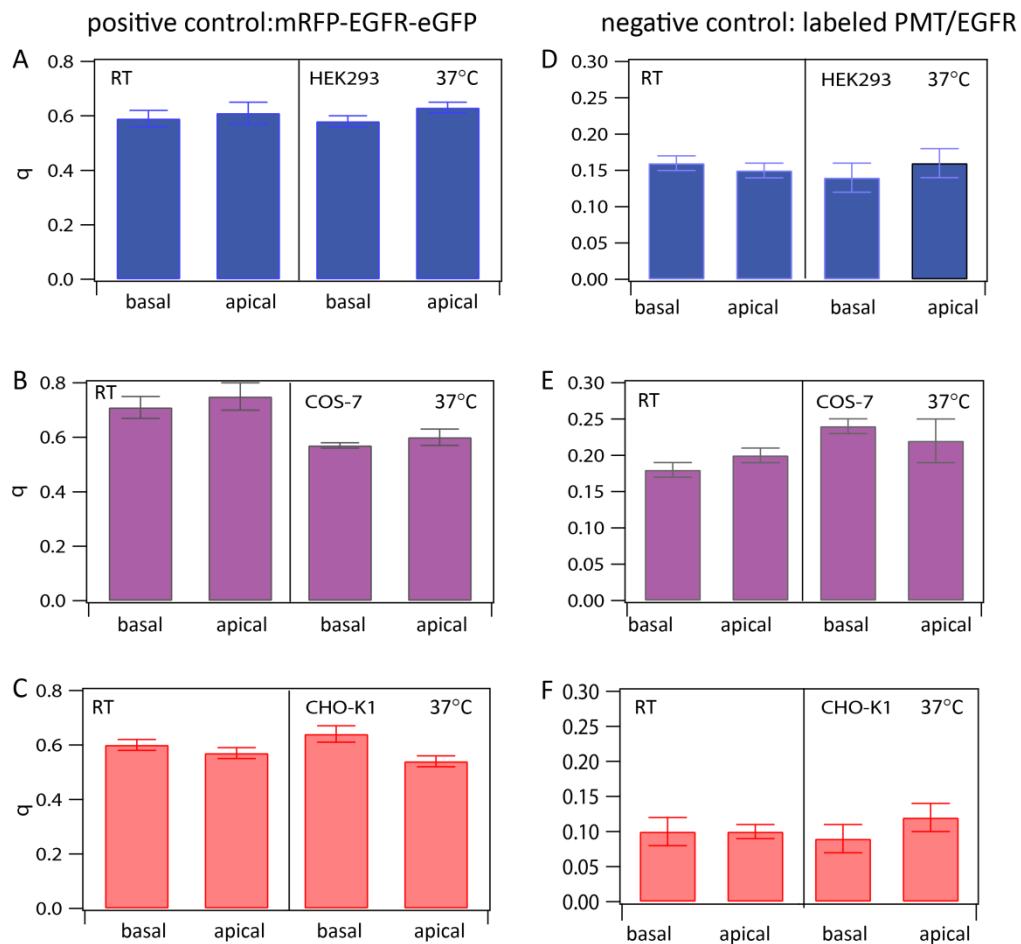 positive control:mRFP-EGFR-eGFP
negative control: labeled PMT/EGFR
A
0.8
0.6
0.4
0.2
0.0
q
RT
HEK293
37°C
basal
apical
basal
apical
D
0.30
0.25
0.20
0.15
0.10
0.05
0.00
RT
HEK293
37°C
basal
apical
basal
apical
B
0.8
0.6
0.4
0.2
0.0
q
RT
COS-7
37°C
basal
apical
basal
apical
E
0.30
0.25
0.20
0.15
0.10
0.05
0.00
RT
COS-7
37°C
basal
apical
basal
apical
C
0.8
0.6
0.4
0.2
0.0
q
RT
CHO-K1
37°C
basal
apical
basal
apical
F
0.30
0.25
0.20
0.15
0.10
0.05
0.00
RT
CHO-K1
37°C
basal
apical
basal
apical